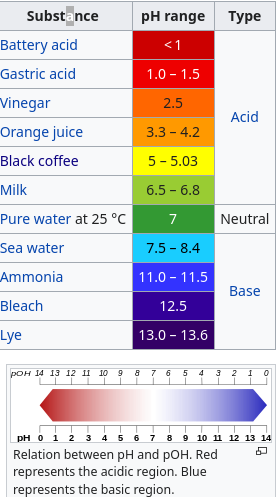 Substance pH range Type
Battery acid < 1
Gastric acid 1.0 – 1.5
Vinegar 2.5
Acid
Orange juice 3.3 – 4.2
Black coffee 5 – 5.03
Milk 6.5 – 6.8
Pure water at 25 °C 7 Neutral
Sea water 7.5 – 8.4
Ammonia 11.0 – 11.5
Base
Bleach 12.5
Lye 13.0 – 13.6
pOH 14 13 12 11 10 9 8 7 6 5 4 3 2 1 0
pH 0 1 2 3 4 5 6 7 8 9 10 11 12 13 14
Relation between pH and pOH. Red
represents the acidic region. Blue
represents the basic region.